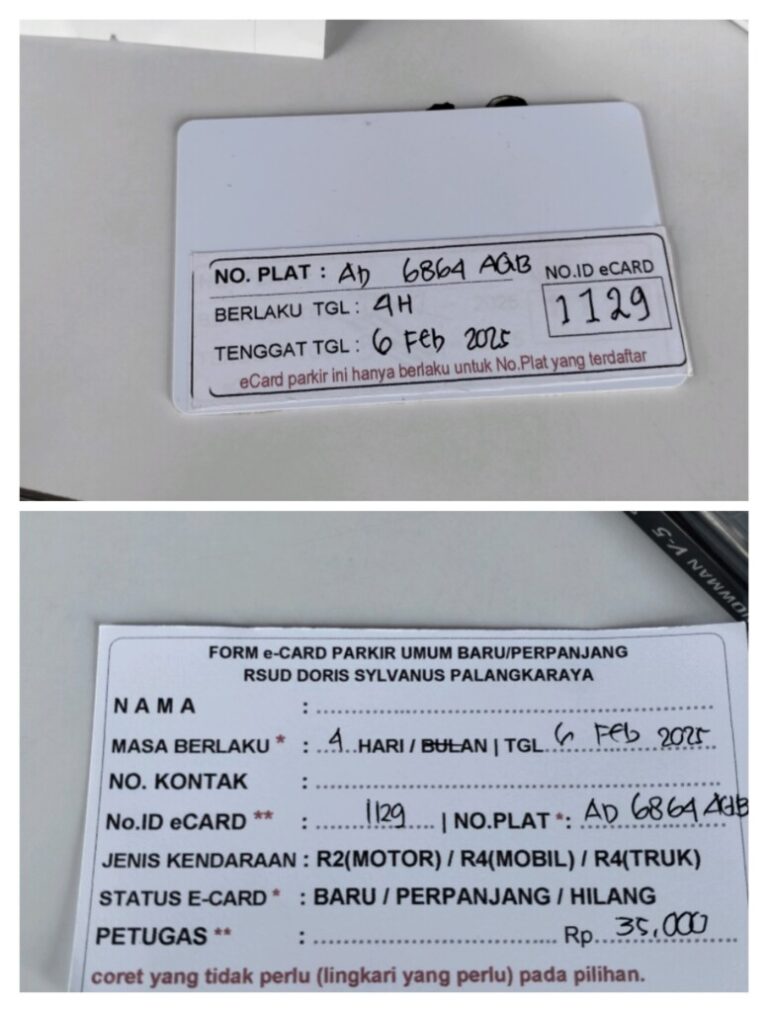 NO. PLAT : AD 6864 AGB
NO.ID eCARD
BERLAKU TGL : 4H
1129
TENGGAT TGL : 6 Feb 2025
eCard parkir ini hanya berlaku untuk No.Plat yang terdaftar
FORM e-CARD PARKIR UMUM BARU/PERPANJANG
RSUD DORIS SYLVANUS PALANGKARAYA
NAMA : ..........
MASA BERLAKU * : 4 HARI / BULAN | TGL 6 Feb 2025
NO. KONTAK : ..........
No.ID eCARD ** : 1129 | NO.PLAT *: AD 6864 AGB
JENIS KENDARAAN : R2(MOTOR) / R4(MOBIL) / R4(TRUK)
STATUS E-CARD * : BARU / PERPANJANG / HILANG
PETUGAS ** : .......... Rp. 35,000
coret yang tidak perlu (lingkari yang perlu) pada pilihan.
OWMAN V-5